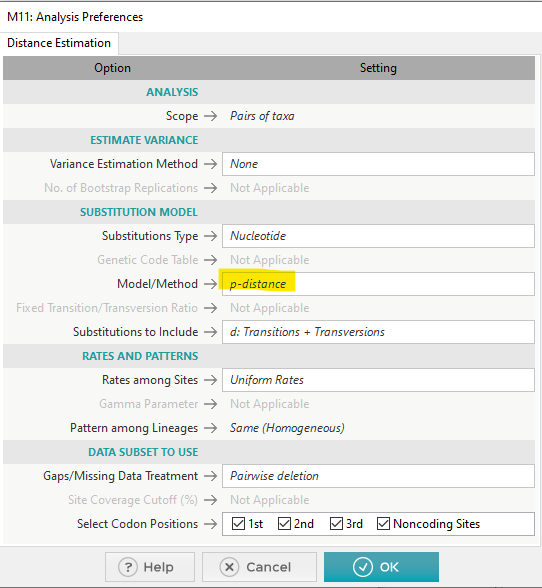 M11: Analysis Preferences
Distance Estimation
Option Setting
ANALYSIS
Scope → Pairs of taxa
ESTIMATE VARIANCE
Variance Estimation Method → None
No. of Bootstrap Replications → Not Applicable
SUBSTITUTION MODEL
Substitutions Type → Nucleotide
Genetic Code Table → Not Applicable
Model/Method → p-distance
Fixed Transition/Transversion Ratio → Not Applicable
Substitutions to Include → d: Transitions + Transversions
RATES AND PATTERNS
Rates among Sites → Uniform Rates
Gamma Parameter → Not Applicable
Pattern among Lineages → Same (Homogeneous)
DATA SUBSET TO USE
Gaps/Missing Data Treatment → Pairwise deletion
Site Coverage Cutoff (%) → Not Applicable
Select Codon Positions → 1st 2nd 3rd Noncoding Sites
? Help Cancel OK